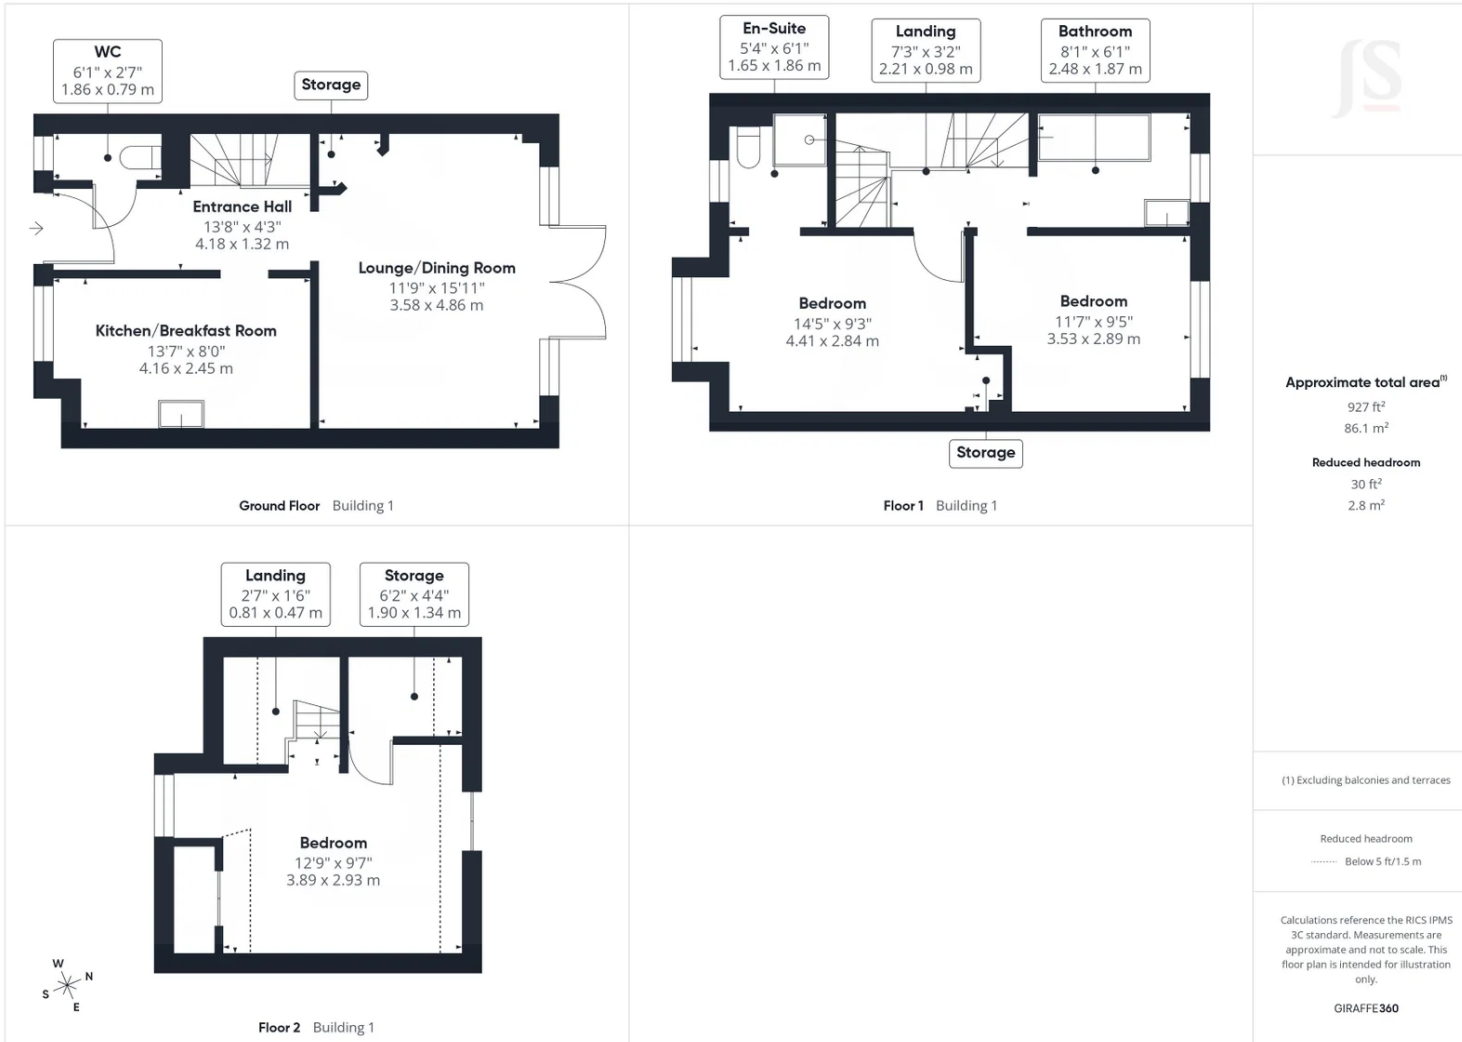 WC
6'1" x 2'7"
1.86 x 0.79 m
Storage
Entrance Hall
13'8" x 4'3"
4.18 x 1.32 m
Lounge/Dining Room
11'9" x 15'11"
3.58 x 4.86 m
Kitchen/Breakfast Room
13'7" x 8'0"
4.16 x 2.45 m
Ground Floor Building 1
En-Suite
5'4" x 6'1"
1.65 x 1.86 m
Landing
7'3" x 3'2"
2.21 x 0.98 m
Bathroom
8'1" x 6'1"
2.48 x 1.87 m
Bedroom
14'5" x 9'3"
4.41 x 2.84 m
Bedroom
11'7" x 9'5"
3.53 x 2.89 m
Storage
Floor 1 Building 1
Landing
2'7" x 1'6"
0.81 x 0.47 m
Storage
6'2" x 4'4"
1.90 x 1.34 m
Bedroom
12'9" x 9'7"
3.89 x 2.93 m
W
N
S
E
Floor 2 Building 1
JS
Approximate total area(1)
927 ft²
86.1 m²
Reduced headroom
30 ft²
2.8 m²
(1) Excluding balconies and terraces
Reduced headroom
Below 5 ft/1.5 m
Calculations reference the RICS IPMS
3C standard. Measurements are
approximate and not to scale. This
floor plan is intended for illustration
only.
GIRAFFE360